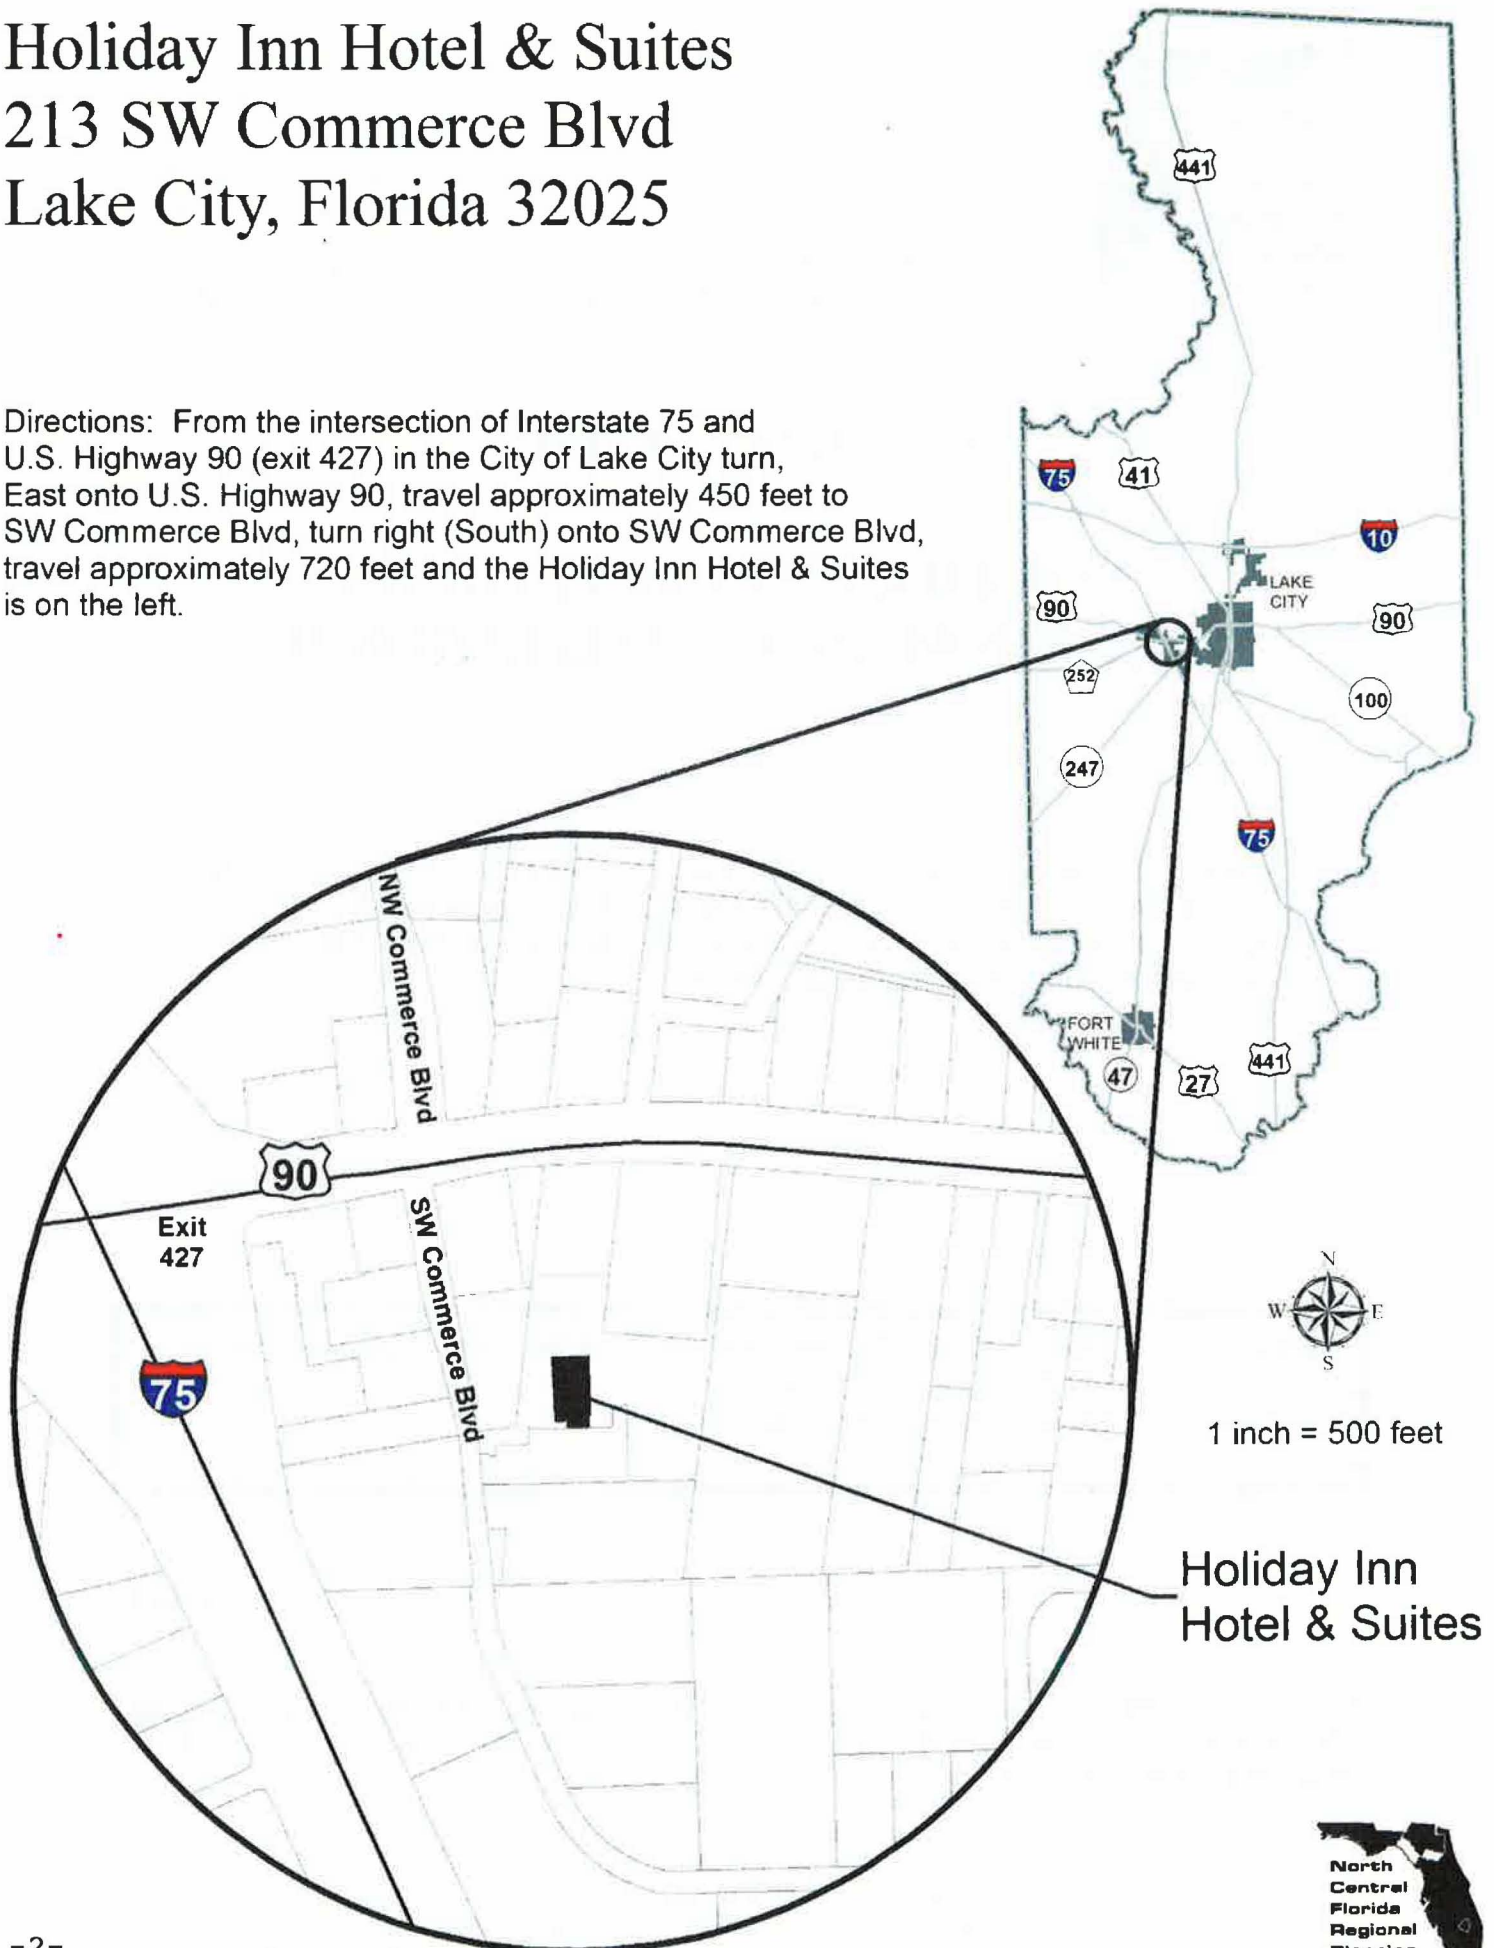 Holiday Inn Hotel & Suites
213 SW Commerce Blvd
Lake City, Florida 32025
Directions: From the intersection of Interstate 75 and
U.S. Highway 90 (exit 427) in the City of Lake City turn,
East onto U.S. Highway 90, travel approximately 450 feet to
SW Commerce Blvd, turn right (South) onto SW Commerce Blvd,
travel approximately 720 feet and the Holiday Inn Hotel & Suites
is on the left.
441
75
41
10
LAKE
CITY
90
90
252
100
247
75
FORT
WHITE
47
27
441
NW Commerce Blvd
90
Exit
427
SW Commerce Blvd
75
N
W
E
S
1 inch = 500 feet
Holiday Inn
Hotel & Suites
North
Central
Florida
Regional
-2-